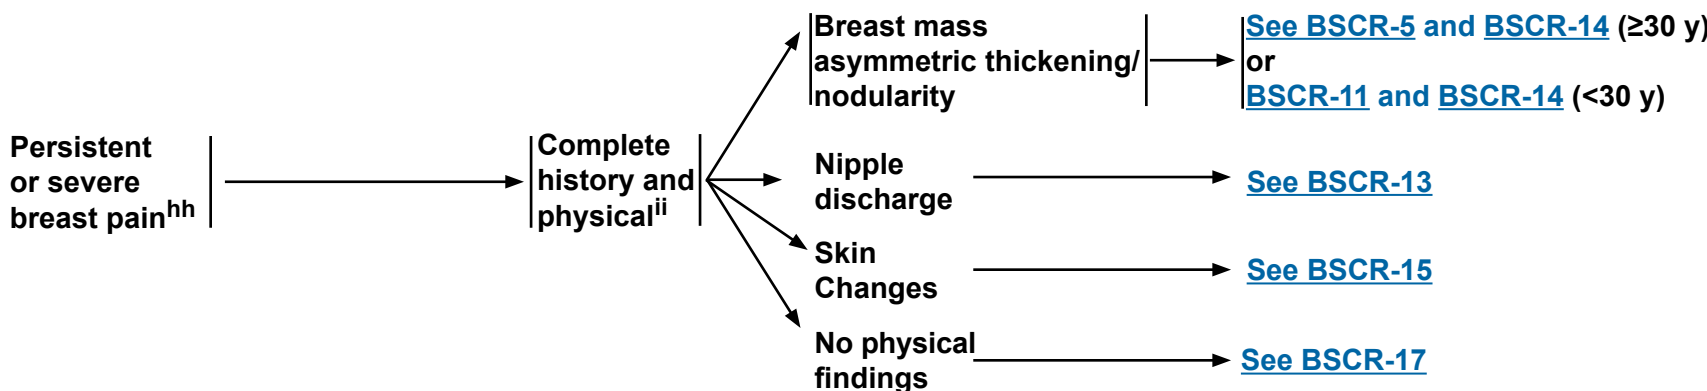 Breast mass
asymmetric thickening/
nodularity
See BSCR-5 and BSCR-14 (≥30 y)
or
BSCR-11 and BSCR-14 (<30 y)
Persistent
or severe
breast painhh
Complete
history and
physicalii
Nipple
discharge
See BSCR-13
Skin
Changes
See BSCR-15
No physical
findings
See BSCR-17